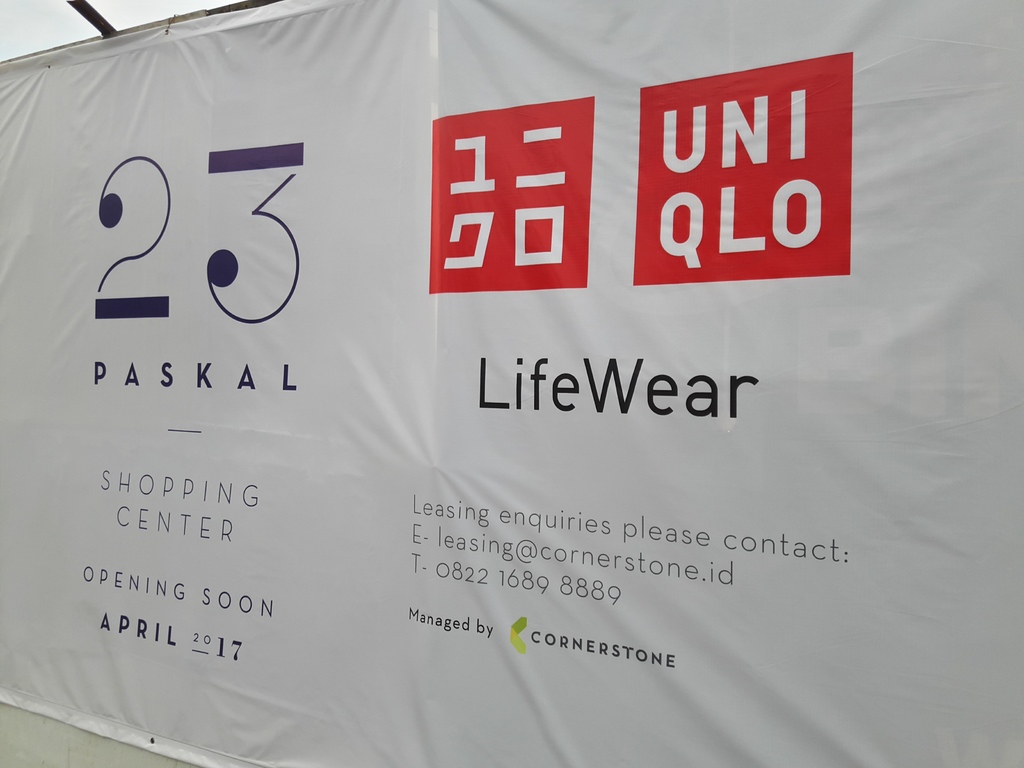 23
PASKAL
SHOPPING
CENTER
OPENING SOON
APRIL 2017
ユニ
クロ
UNI
QLO
LifeWear
Leasing enquiries please contact:
E- leasing@cornerstone.id
T- 0822 1689 8889
Managed by CORNERSTONE